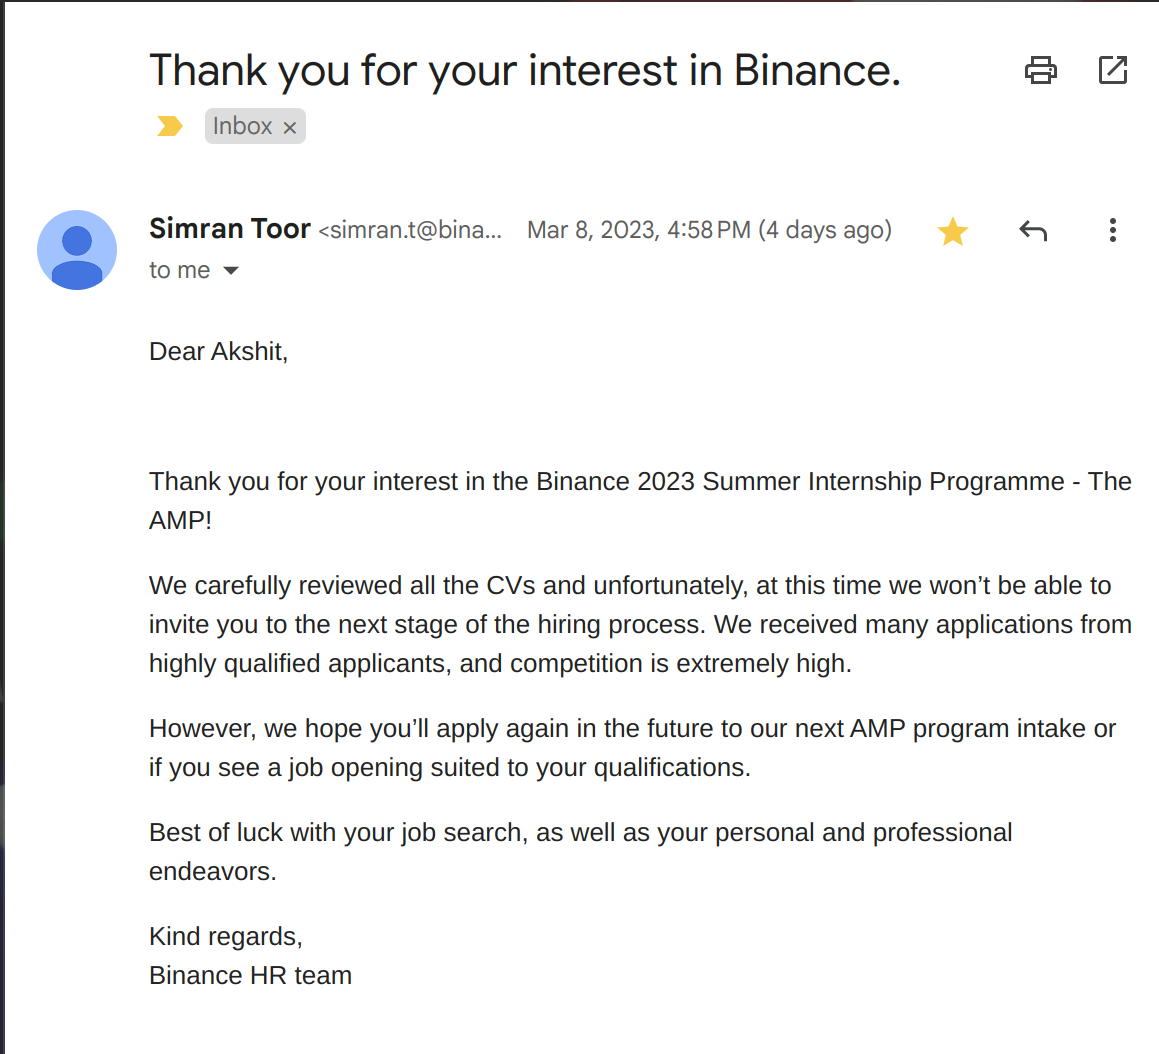 Thank you for your interest in Binance.
Inbox ×
Simran Toor <simran.t@bina... Mar 8, 2023, 4:58 PM (4 days ago)
to me
Dear Akshit,
Thank you for your interest in the Binance 2023 Summer Internship Programme - The
AMP!
We carefully reviewed all the CVs and unfortunately, at this time we won’t be able to
invite you to the next stage of the hiring process. We received many applications from
highly qualified applicants, and competition is extremely high.
However, we hope you’ll apply again in the future to our next AMP program intake or
if you see a job opening suited to your qualifications.
Best of luck with your job search, as well as your personal and professional
endeavors.
Kind regards,
Binance HR team